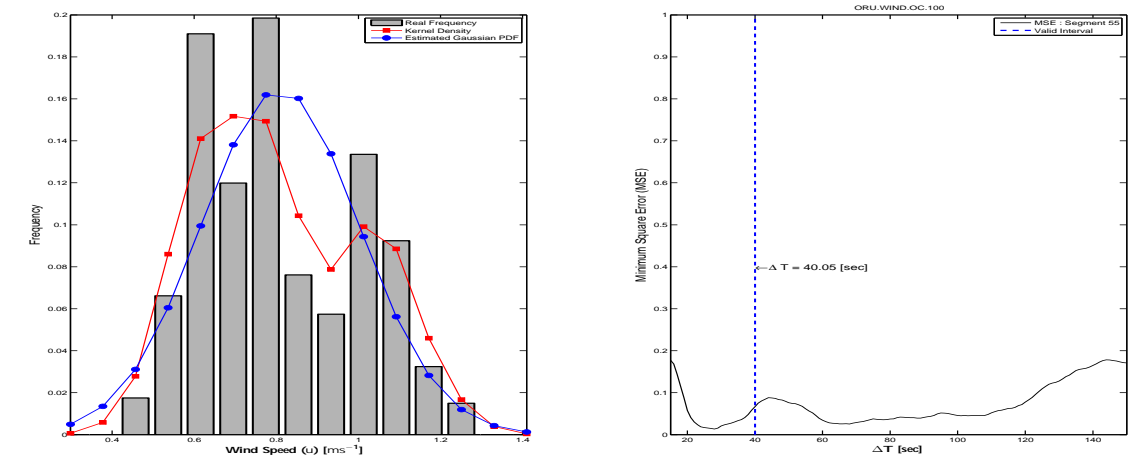 Real Frequency
Kernel Density
Estimated Gaussian PDF
0.2
0.18
0.16
0.14
0.12
0.1
0.08
0.06
0.04
0.02
0
Frequency
0.4 0.6 0.8 1 1.2 1.4
Wind Speed (u) [ms⁻¹]
ORU.WIND.OC.100
MSE : Segment 55
Valid Interval
1
0.9
0.8
0.7
0.6
0.5
0.4
0.3
0.2
0.1
0
Minimum Square Error (MSE)
←Δ T = 40.05 [sec]
20 40 60 80 100 120 140
ΔT [sec]